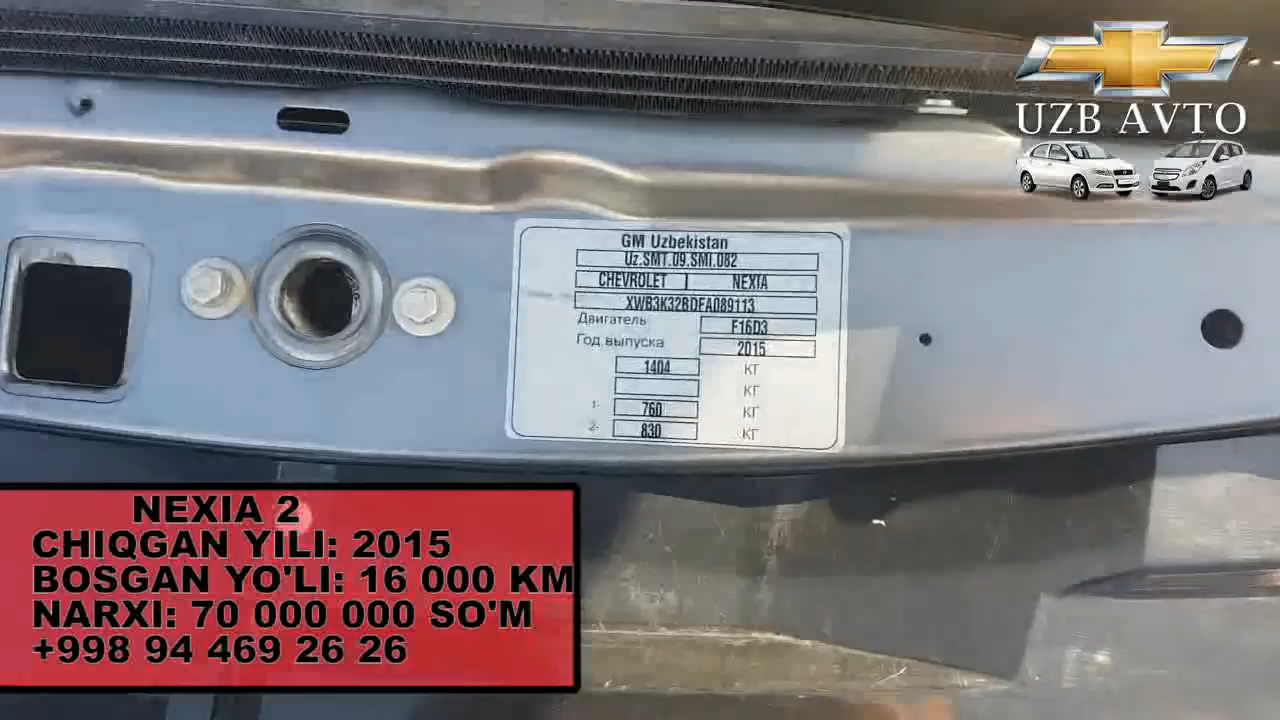 UZB AVTO
GM Uzbekistan
Uz.SMT.09.SMI.082
CHEVROLET NEXIA
XWB3K32BDFA089113
Двигатель F16D3
Год выпуска 2015
1404 КГ
КГ
1- 760 КГ
2- 830 КГ
NEXIA 2
CHIQGAN YILI: 2015
BOSGAN YO'LI: 16 000 KM
NARXI: 70 000 000 SO'M
+998 94 469 26 26